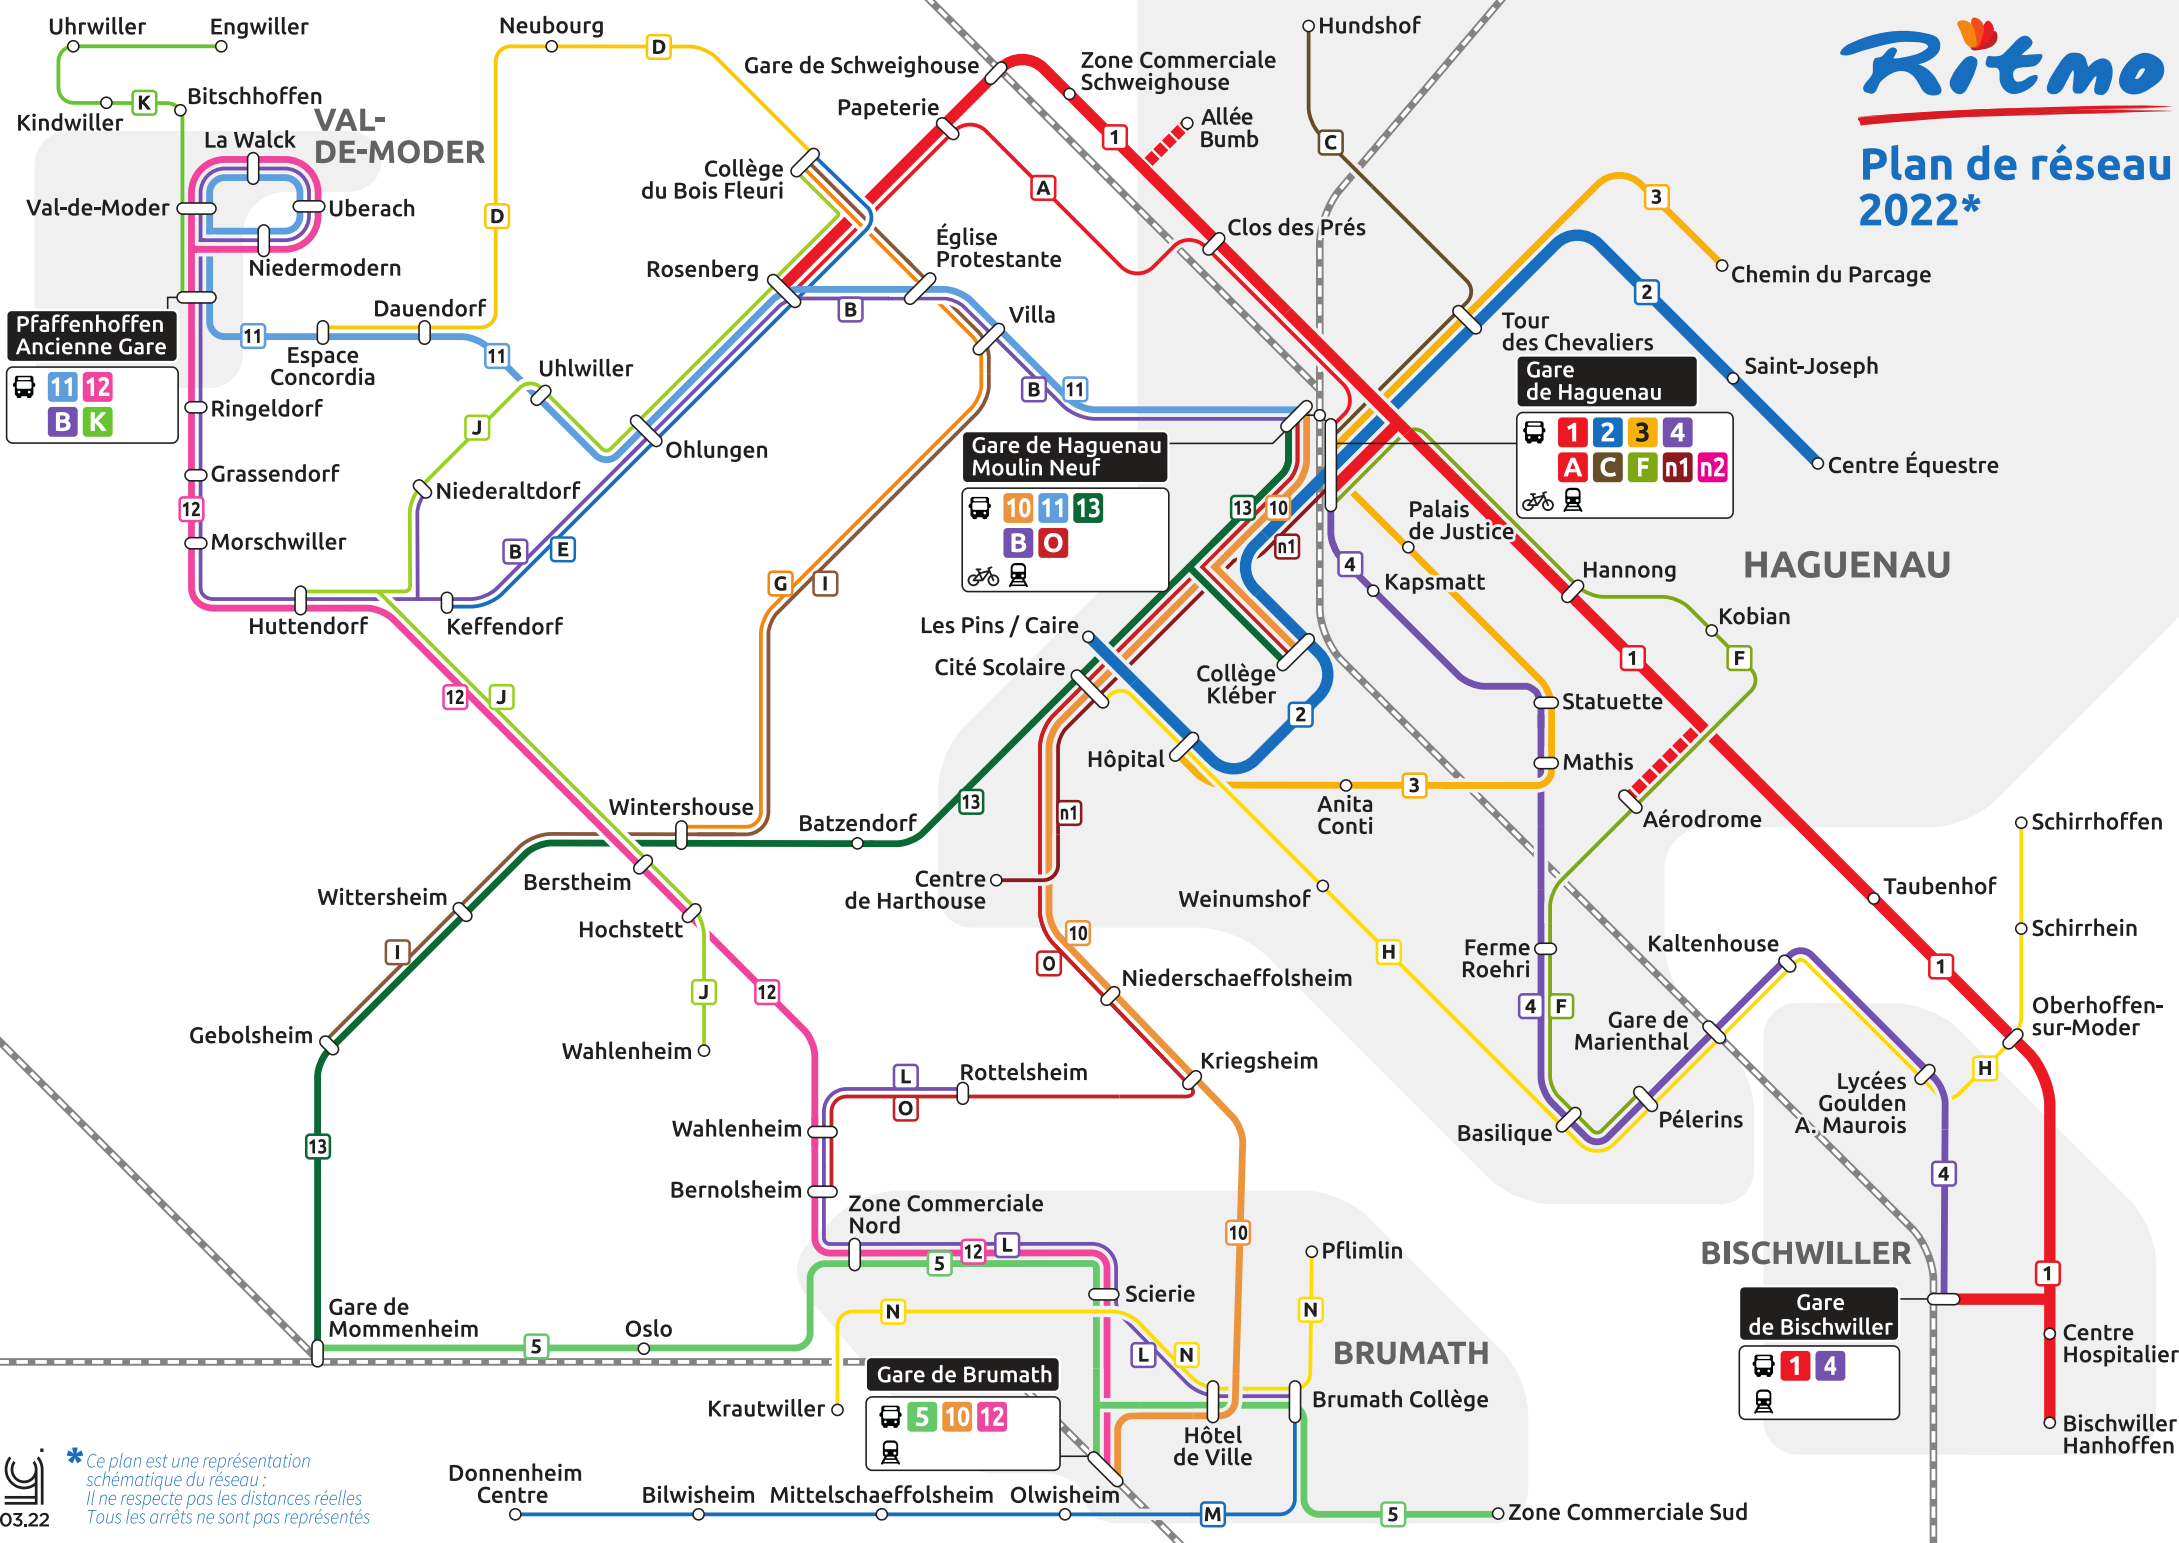 Ritmo
Plan de réseau
2022*
Uhrwiller
Engwiller
Kindwiller
K
Bitschhoffen
VAL-
DE-MODER
La Walck
Val-de-Moder
Uberach
Niedermodern
Pfaffenhoffen
Ancienne Gare
11 12
B K
11
Espace
Concordia
Dauendorf
11
D
Neubourg
D
Uhlwiller
J
Niederaltdorf
Ringeldorf
Grassendorf
12
Morschwiller
Huttendorf
Keffendorf
B
E
Ohlungen
Rosenberg
Collège
du Bois Fleuri
Papeterie
Gare de Schweighouse
Zone Commerciale
Schweighouse
1
Allée
Bumb
A
Clos des Prés
Église
Protestante
B
Villa
B
11
G
I
Hundshof
C
3
Chemin du Parcage
2
Saint-Joseph
Centre Équestre
Tour
des Chevaliers
Gare
de Haguenau
1 2 3 4
A C F n1 n2
Gare de Haguenau
Moulin Neuf
10 11 13
B O
13
10
n1
4
Palais
de Justice
Kapsmatt
HAGUENAU
Hannong
Kobian
F
1
Les Pins / Caire
Cité Scolaire
Collège
Kléber
2
Hôpital
Statuette
Mathis
Anita
Conti
3
Aérodrome
12
J
Wintershouse
Batzendorf
13
n1
Centre
de Harthouse
Berstheim
Hochstett
Wittersheim
I
Gebolsheim
J
12
Wahlenheim
10
O
Niederschaeffolsheim
Kriegsheim
Weinumshof
H
Ferme
Roehri
4
F
Kaltenhouse
Gare de
Marienthal
Basilique
Pélerins
Taubenhof
1
Schirrhoffen
Schirrhein
Oberhoffen-
sur-Moder
H
Lycées
Goulden
A. Maurois
4
BISCHWILLER
1
Gare
de Bischwiller
1 4
Centre
Hospitalier
Bischwiller
Hanhoffen
L
O
Rottelsheim
Wahlenheim
Bernolsheim
Zone Commerciale
Nord
12
L
5
Scierie
13
Gare de
Mommenheim
5
Oslo
N
Krautwiller
L
N
10
Pflimlin
N
BRUMATH
Gare de Brumath
5 10 12
Hôtel
de Ville
Brumath Collège
Donnenheim
Centre
Bilwisheim
Mittelschaeffolsheim
Olwisheim
M
5
Zone Commerciale Sud
03.22
* Ce plan est une représentation
schématique du réseau :
Il ne respecte pas les distances réelles
Tous les arrêts ne sont pas représentés